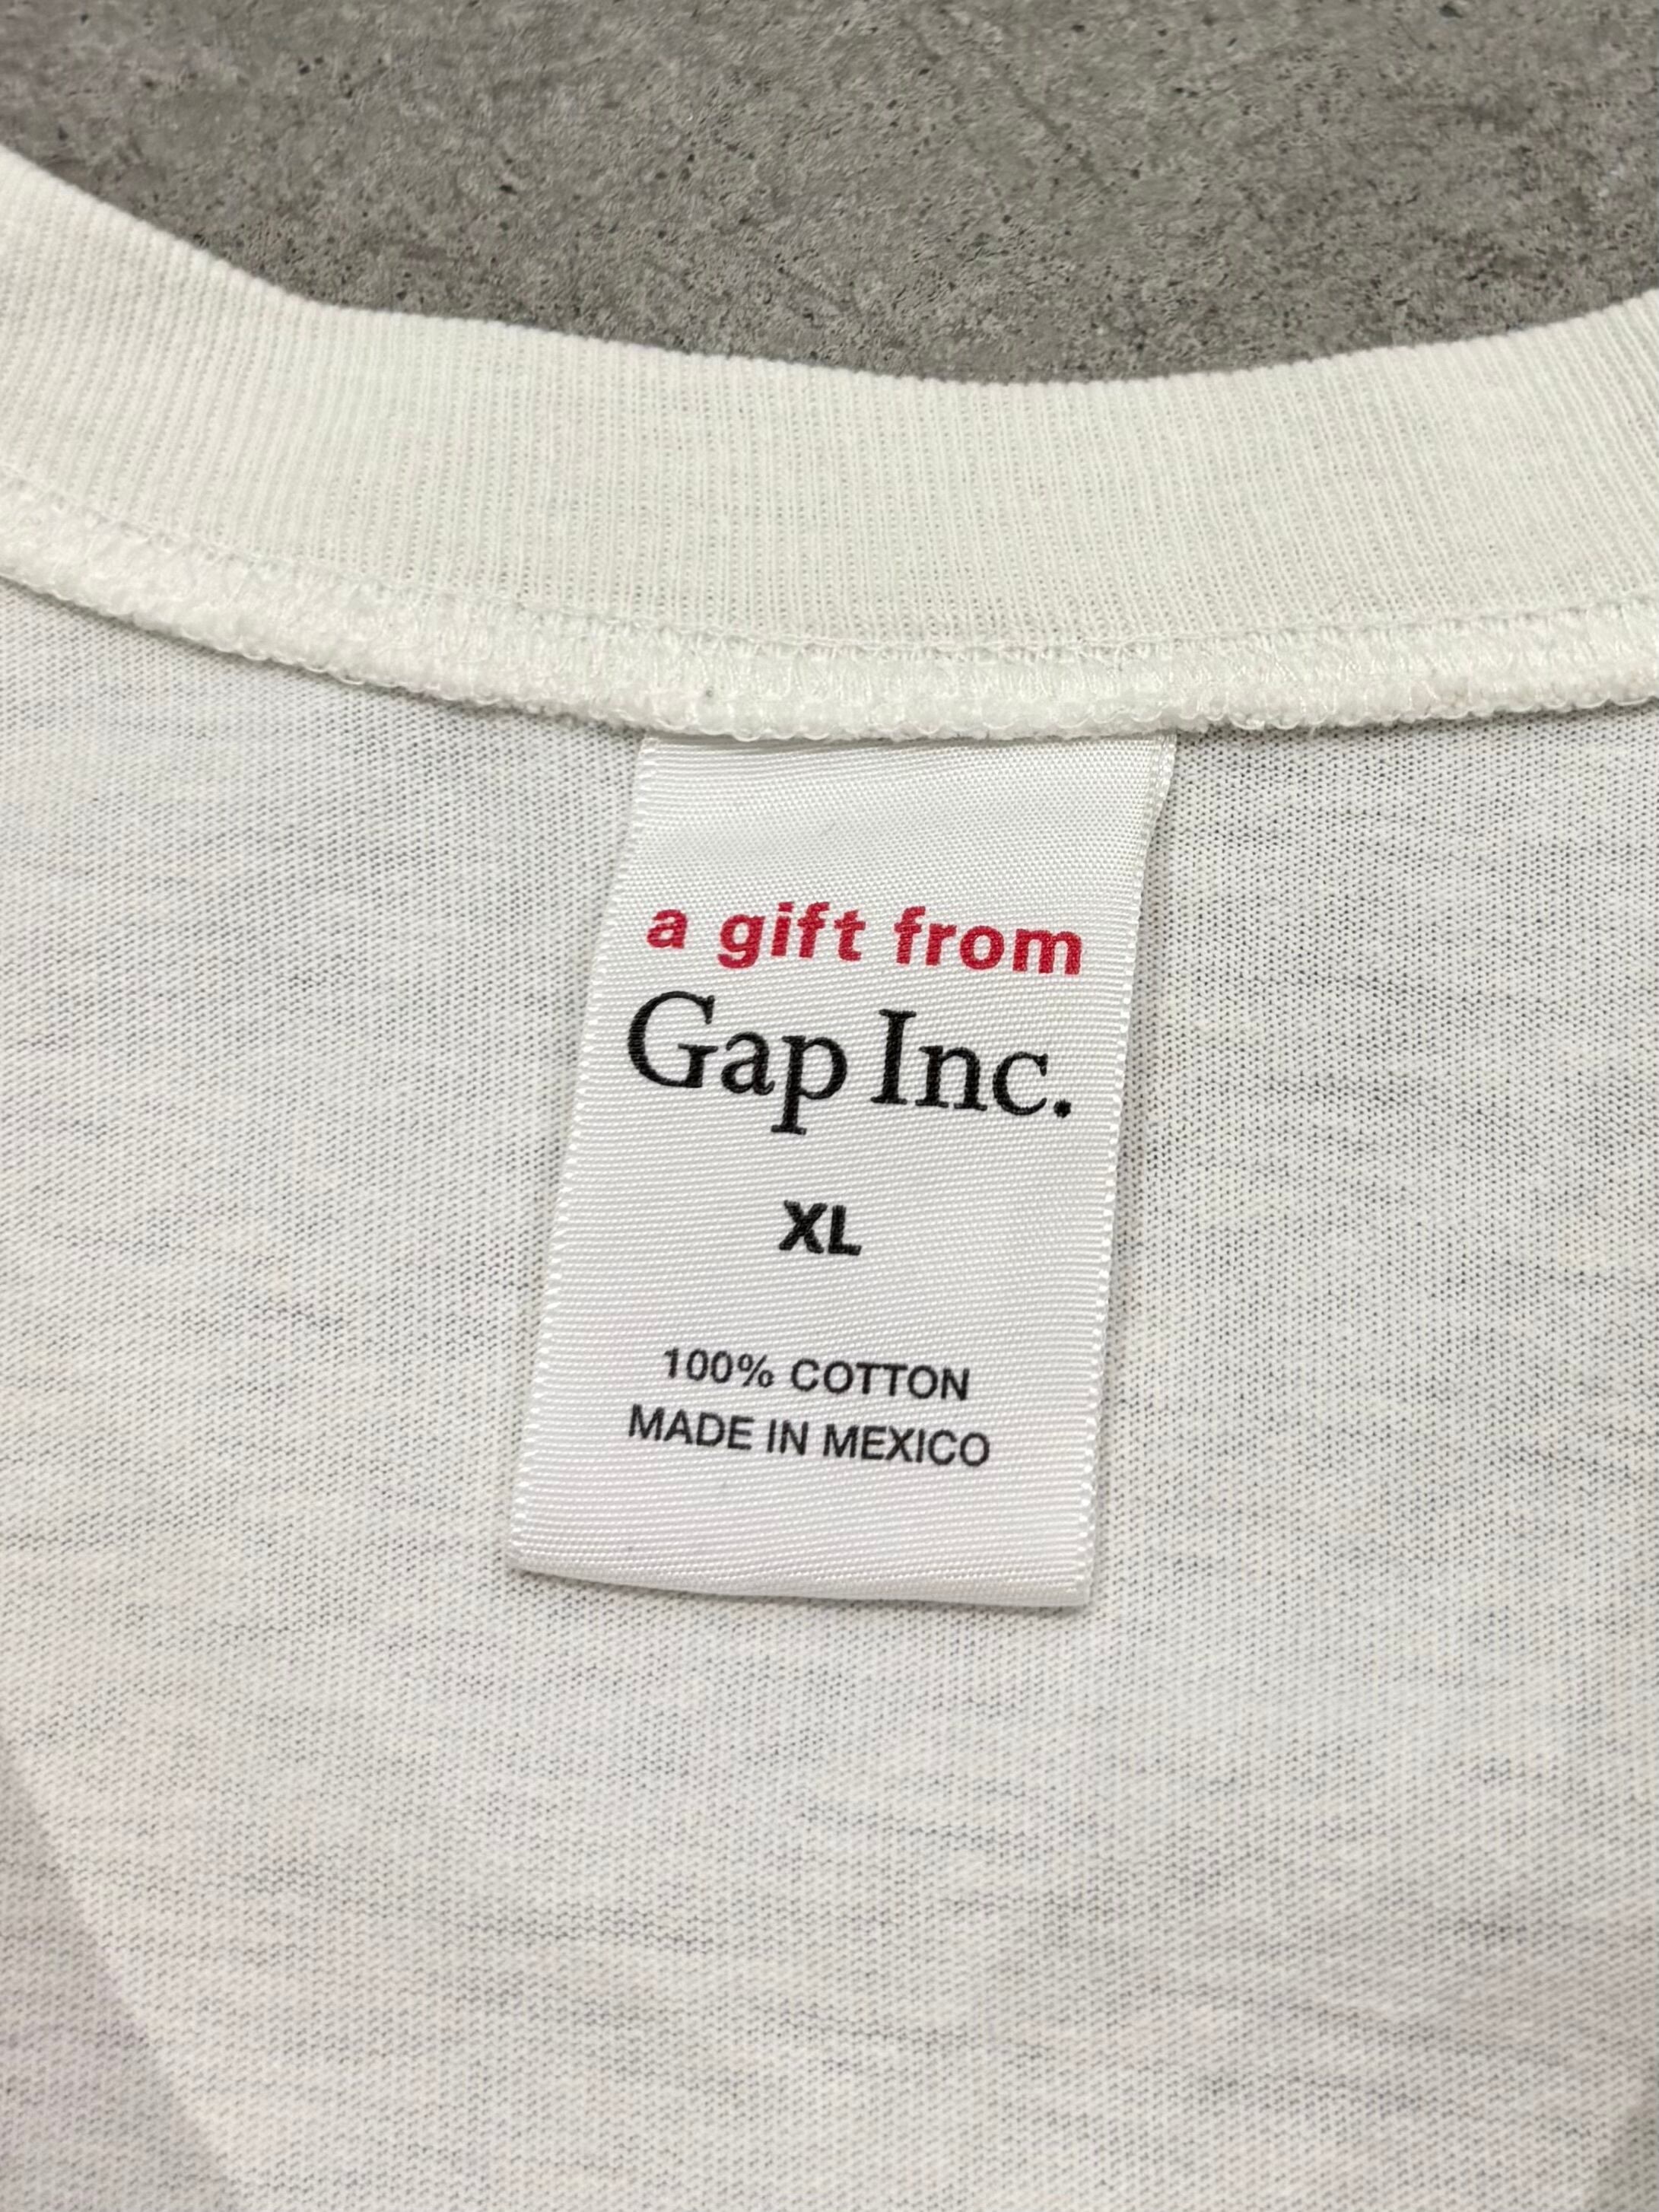 a gift from
Gap Inc.
XL
100% COTTON
MADE IN MEXICO